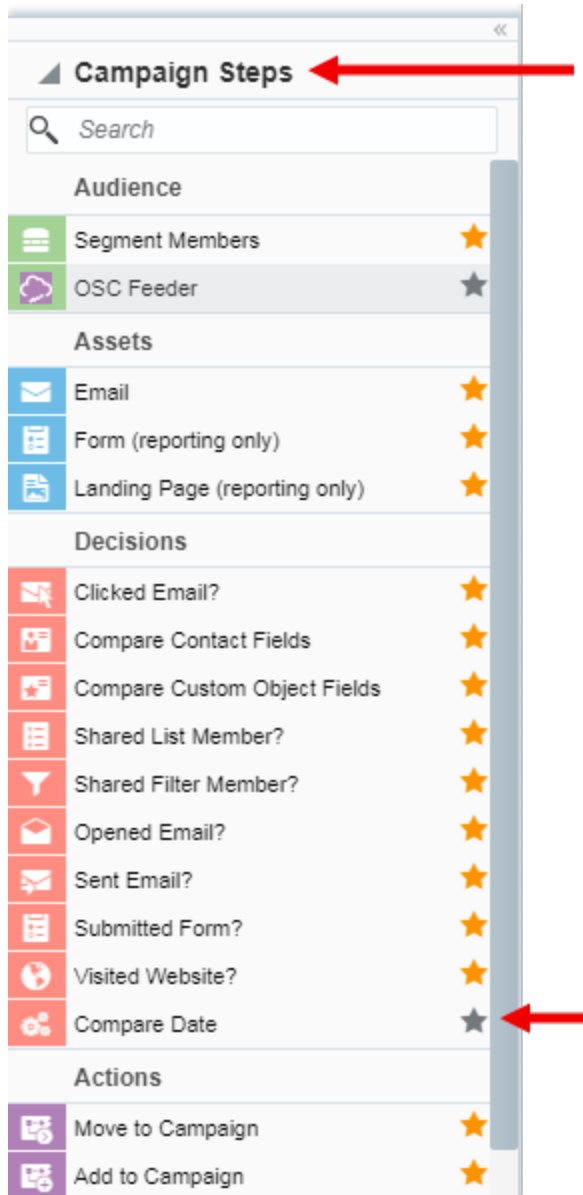 Campaign Steps
Search
Audience
Segment Members
OSC Feeder
Assets
Email
Form (reporting only)
Landing Page (reporting only)
Decisions
Clicked Email?
Compare Contact Fields
Compare Custom Object Fields
Shared List Member?
Shared Filter Member?
Opened Email?
Sent Email?
Submitted Form?
Visited Website?
Compare Date
Actions
Move to Campaign
Add to Campaign